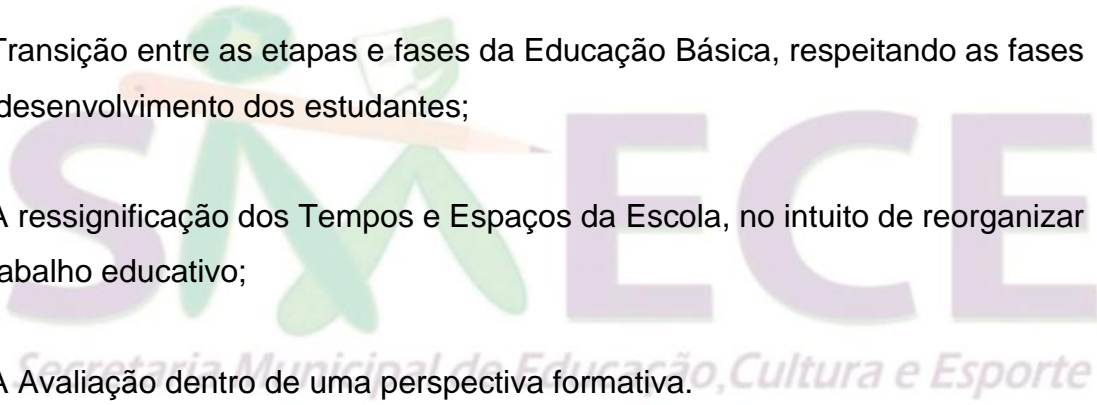 Transição entre as etapas e fases da Educação Básica, respeitando as fases
desenvolvimento dos estudantes;
A ressignificação dos Tempos e Espaços da Escola, no intuito de reorganizar
abalho educativo;
SMECE
Secretaria Municipal de Educação, Cultura e Esporte
A Avaliação dentro de uma perspectiva formativa.